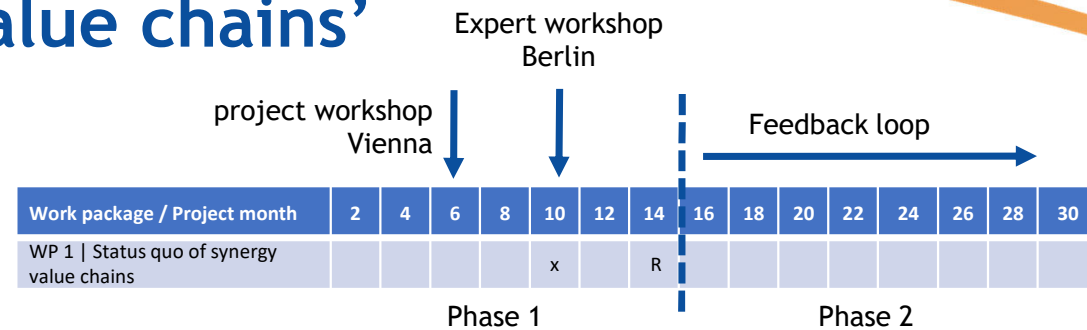 alue chains’
Expert workshop
Berlin
project workshop
Vienna
Feedback loop
Work package / Project month 2 4 6 8 10 12 14 16 18 20 22 24 26 28 30
WP 1 | Status quo of synergy
value chains x R
Phase 1 Phase 2